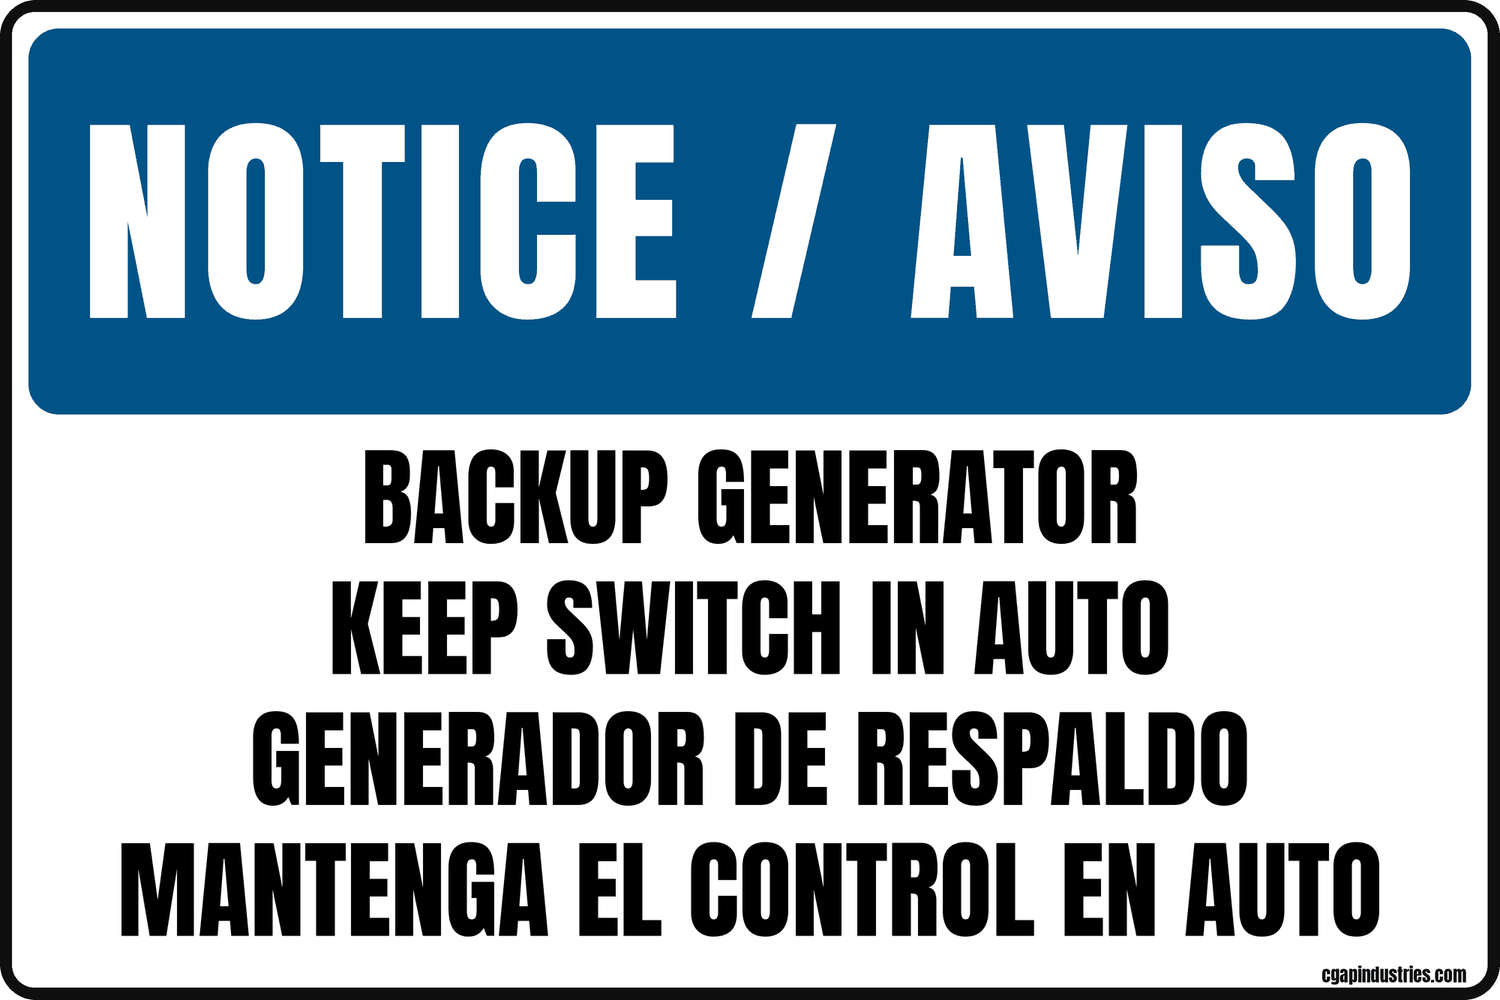 NOTICE / AVISO
BACKUP GENERATOR
KEEP SWITCH IN AUTO
GENERADOR DE RESPALDO
MANTENGA EL CONTROL EN AUTO
cgapindustries.com